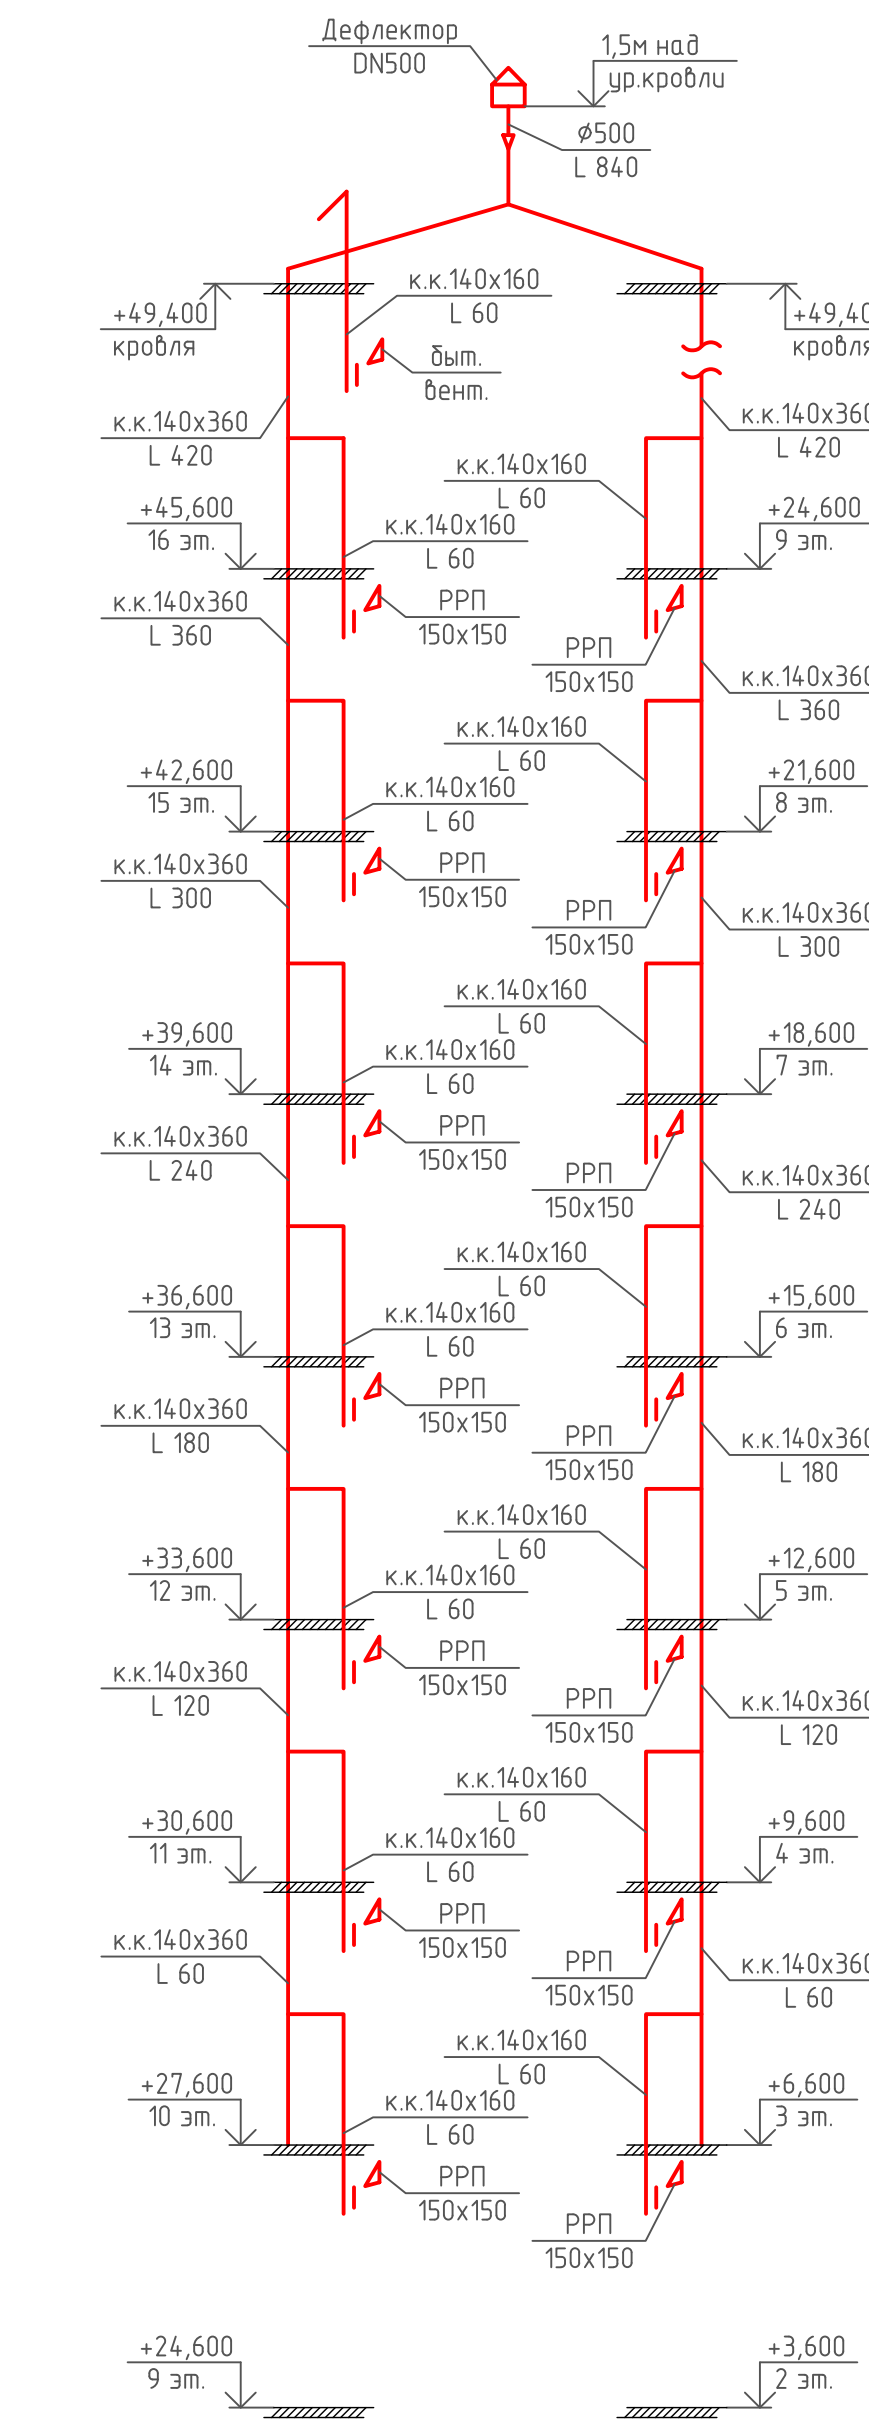 Дефлектор
DN500
1,5м над
ур.кровли
ø500
L 840
к.к.140х160
L 60
+49,400
кровля
+49,40
кровля
быт.
вент.
к.к.140х360
L 420
к.к.140х360
L 420
к.к.140х160
L 60
+45,600
16 эт.
+24,600
9 эт.
к.к.140х160
L 60
к.к.140х360
L 360
РРП
150х150
РРП
150х150
к.к.140х360
L 360
к.к.140х160
L 60
+42,600
15 эт.
+21,600
8 эт.
к.к.140х160
L 60
к.к.140х360
L 300
РРП
150х150
РРП
150х150
к.к.140х360
L 300
к.к.140х160
L 60
+39,600
14 эт.
+18,600
7 эт.
к.к.140х160
L 60
к.к.140х360
L 240
РРП
150х150
РРП
150х150
к.к.140х360
L 240
к.к.140х160
L 60
+36,600
13 эт.
+15,600
6 эт.
к.к.140х160
L 60
к.к.140х360
L 180
РРП
150х150
РРП
150х150
к.к.140х360
L 180
к.к.140х160
L 60
+33,600
12 эт.
+12,600
5 эт.
к.к.140х160
L 60
к.к.140х360
L 120
РРП
150х150
РРП
150х150
к.к.140х360
L 120
к.к.140х160
L 60
+30,600
11 эт.
+9,600
4 эт.
к.к.140х160
L 60
к.к.140х360
L 60
РРП
150х150
РРП
150х150
к.к.140х360
L 60
к.к.140х160
L 60
+27,600
10 эт.
+6,600
3 эт.
к.к.140х160
L 60
РРП
150х150
РРП
150х150
+24,600
9 эт.
+3,600
2 эт.